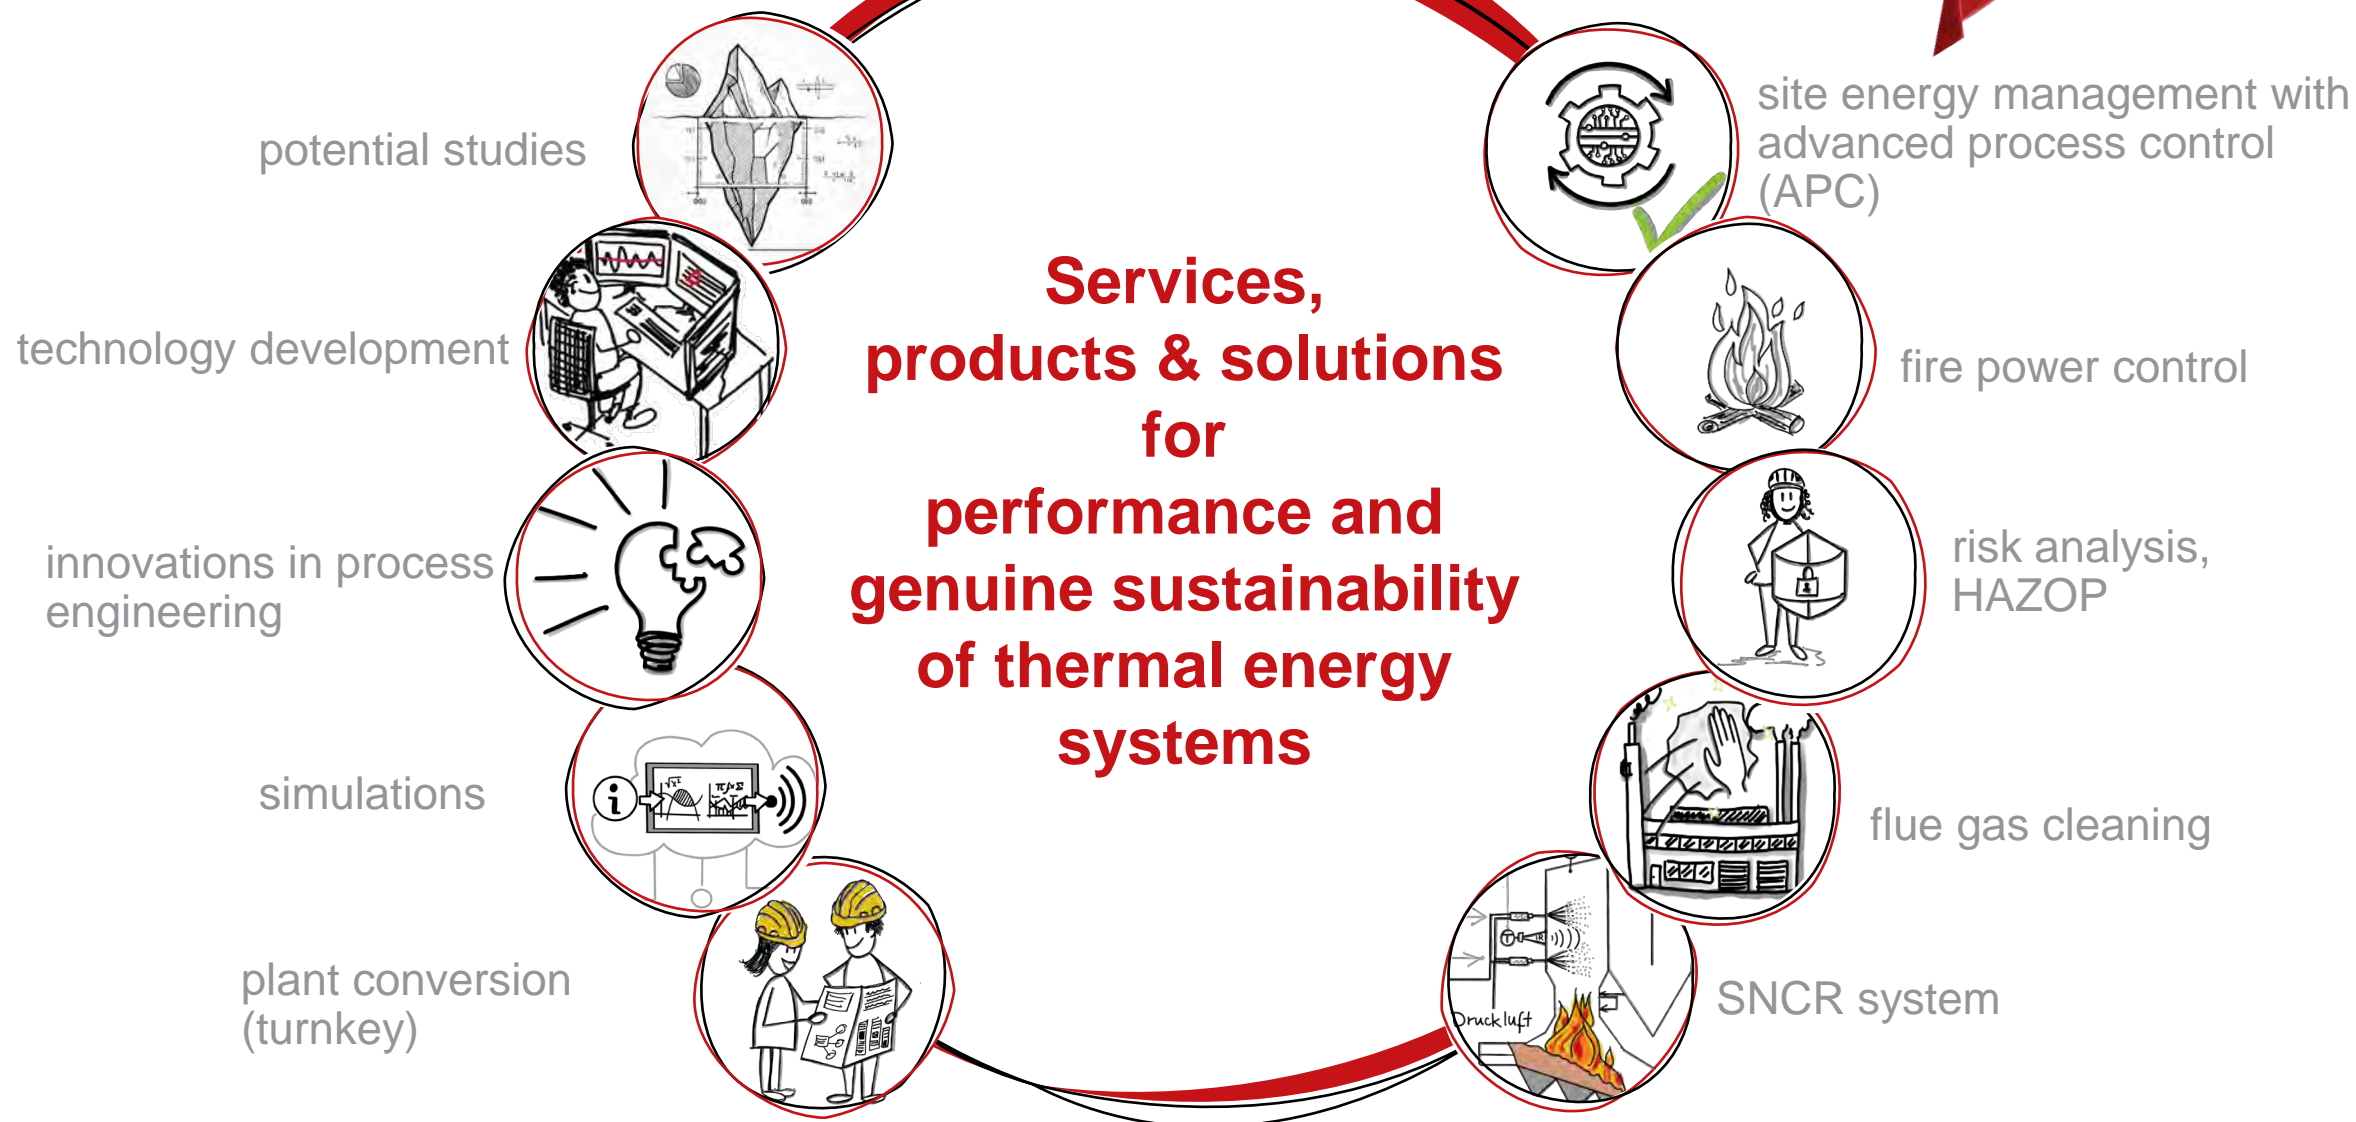 potential studies
technology development
innovations in process
engineering
simulations
plant conversion
(turnkey)
Services,
products & solutions
for
performance and
genuine sustainability
of thermal energy
systems
site energy management with
advanced process control
(APC)
fire power control
risk analysis,
HAZOP
flue gas cleaning
SNCR system
Druckluft